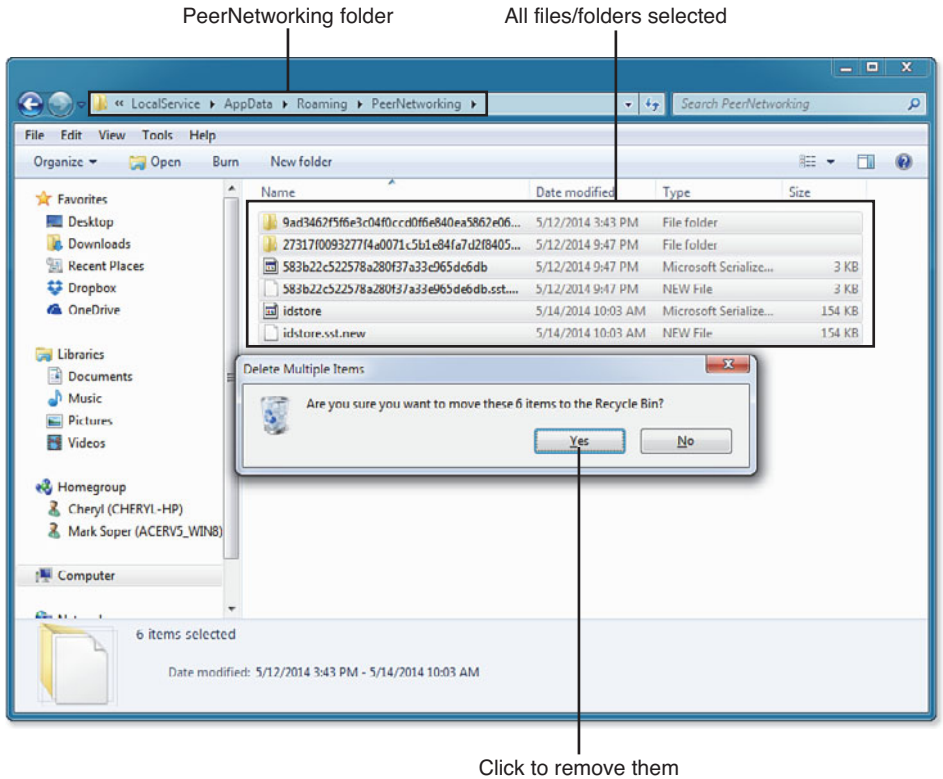 PeerNetworking folder
All files/folders selected
« LocalService ▸ AppData ▸ Roaming ▸ PeerNetworking ▸
Search PeerNetworking
File Edit View Tools Help
Organize Open Burn New folder
Name Date modified Type Size
9ad3462f5f6e3c04f0ccd0f6e840ea5862e06... 5/12/2014 3:43 PM File folder
27317f0093277f4a0071c5b1e84fa7d2f8405... 5/12/2014 9:47 PM File folder
583b22c522578a280f37a33e965de6db 5/12/2014 9:47 PM Microsoft Serialize... 3 KB
583b22c522578a280f37a33e965de6db.sst.... 5/12/2014 9:47 PM NEW File 3 KB
idstore 5/14/2014 10:03 AM Microsoft Serialize... 154 KB
idstore.sst.new 5/14/2014 10:03 AM NEW File 154 KB
Favorites
Desktop
Downloads
Recent Places
Dropbox
OneDrive
Libraries
Documents
Music
Pictures
Videos
Homegroup
Cheryl (CHERYL-HP)
Mark Soper (ACERV5_WIN8)
Computer
Delete Multiple Items
Are you sure you want to move these 6 items to the Recycle Bin?
Yes No
6 items selected
Date modified: 5/12/2014 3:43 PM - 5/14/2014 10:03 AM
Click to remove them